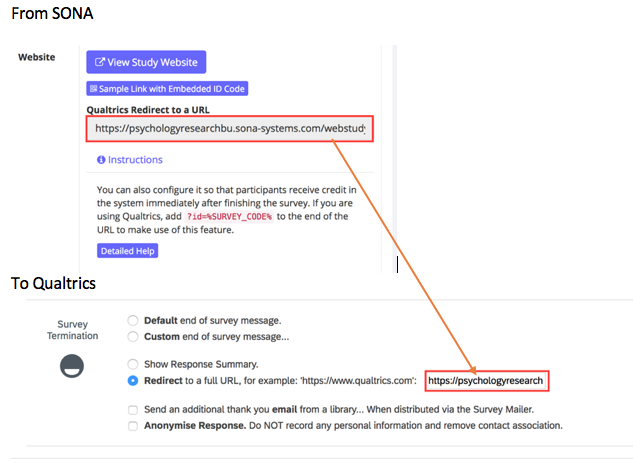 From SONA
Website
View Study Website
Sample Link with Embedded ID Code
Qualtrics Redirect to a URL
https://psychologyresearchbu.sona-systems.com/webstudy
Instructions
You can also configure it so that participants receive credit in
the system immediately after finishing the survey. If you are
using Qualtrics, add ?id=%SURVEY_CODE% to the end of the
URL to make use of this feature.
Detailed Help
To Qualtrics
Survey
Termination
Default end of survey message.
Custom end of survey message...
Show Response Summary.
Redirect to a full URL, for example: 'https://www.qualtrics.com': https://psychologyresearch
Send an additional thank you email from a library... When distributed via the Survey Mailer.
Anonymise Response. Do NOT record any personal information and remove contact association.